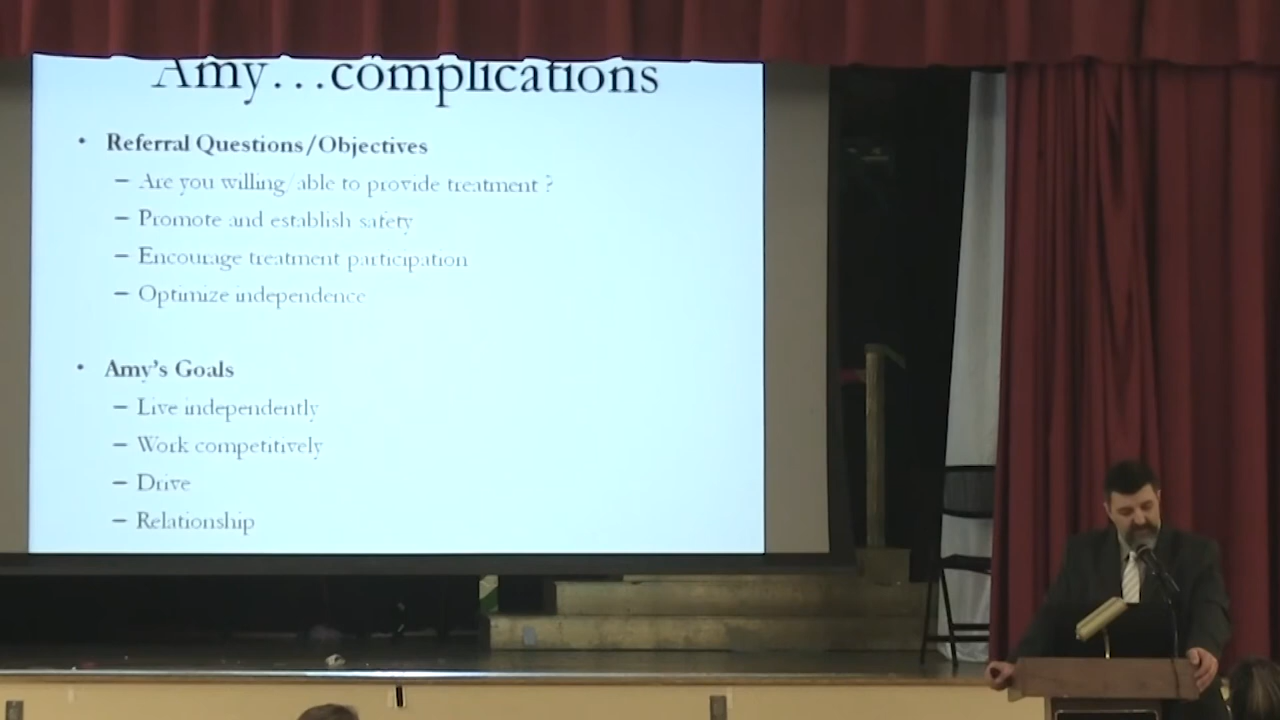 Amy…complications
• Referral Questions/Objectives
– Are you willing/able to provide treatment ?
– Promote and establish safety
– Encourage treatment participation
– Optimize independence
• Amy's Goals
– Live independently
– Work competitively
– Drive
– Relationship